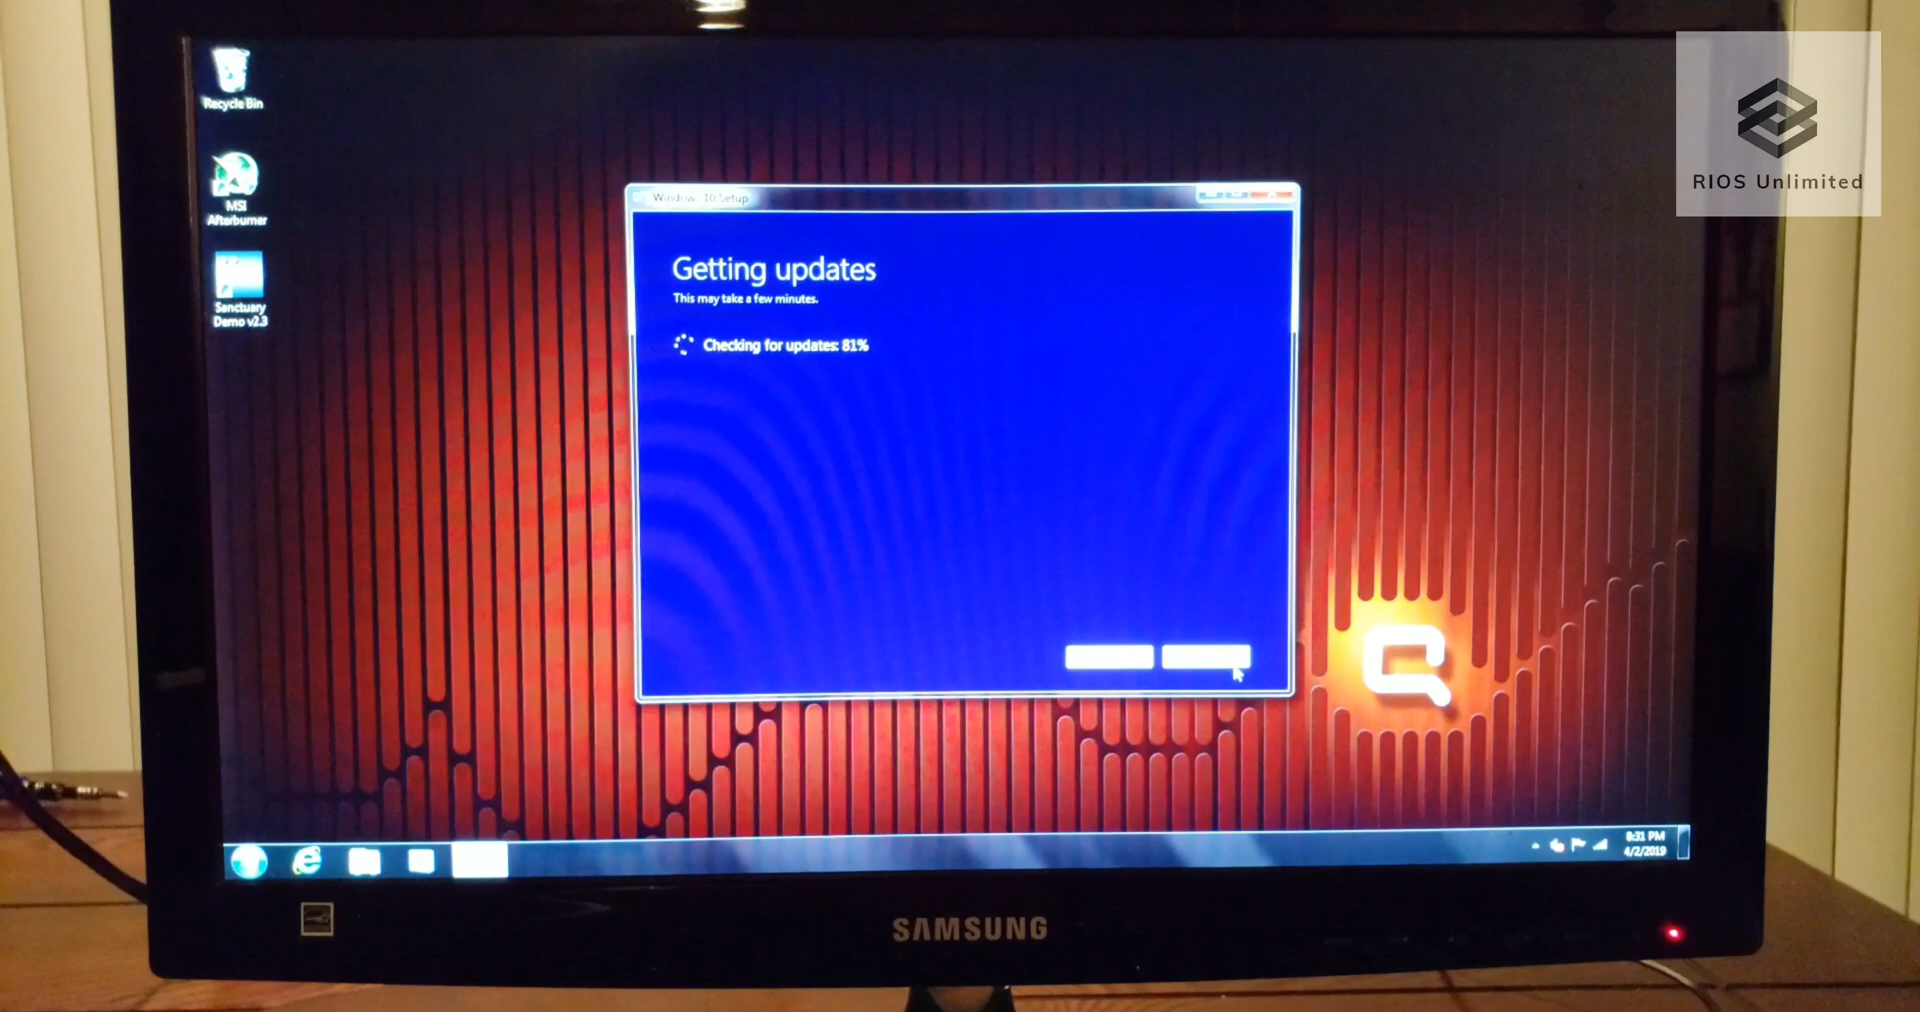 Recycle Bin
MSI
Afterburner
Sanctuary
Demo v2.3
RIOS Unlimited
Windows 10 Setup
Getting updates
This may take a few minutes.
Checking for updates: 81%
8:31 PM
4/2/2019
SAMSUNG